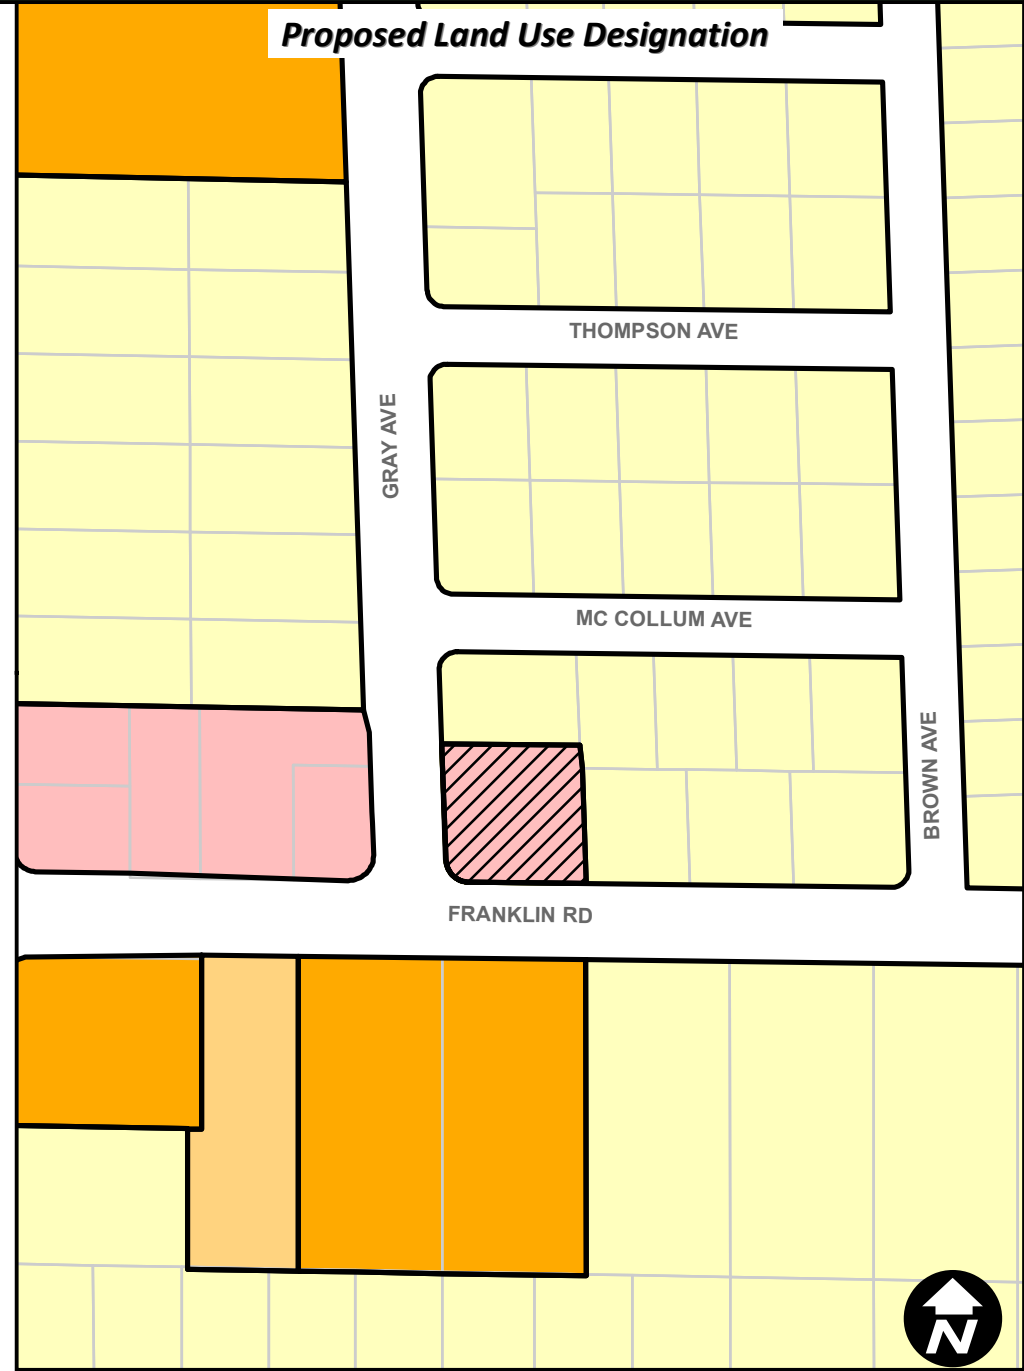 Proposed Land Use Designation
THOMPSON AVE
GRAY AVE
MC COLLUM AVE
BROWN AVE
FRANKLIN RD
N